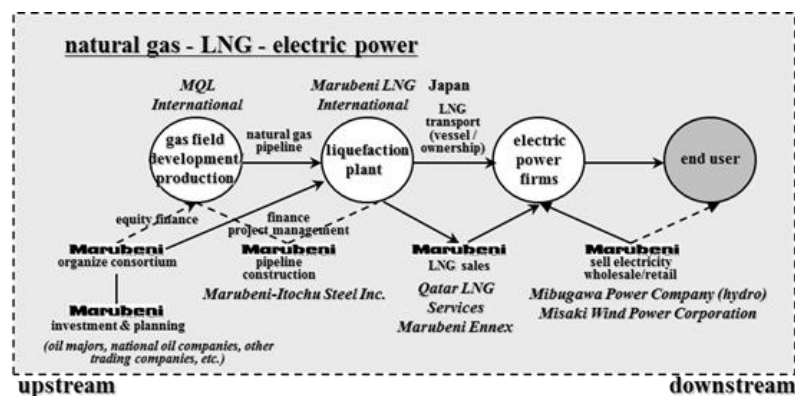 natural gas - LNG - electric power
MQL
International
Marubeni LNG
International
Japan
LNG
transport
(vessel /
ownership)
gas field
development/
production
natural gas
pipeline
liquefaction
plant
electric
power
firms
end user
equity finance
finance
project management
Marubeni
organize consortium
Marubeni
pipeline
construction
Marubeni-Itochu Steel Inc.
Marubeni
LNG sales
Qatar LNG
Services
Marubeni Ennex
Marubeni
sell electricity
wholesale/retail
Mibugawa Power Company (hydro)
Misaki Wind Power Corporation
Marubeni
investment & planning
(oil majors, national oil companies, other
trading companies, etc.)
upstream
downstream